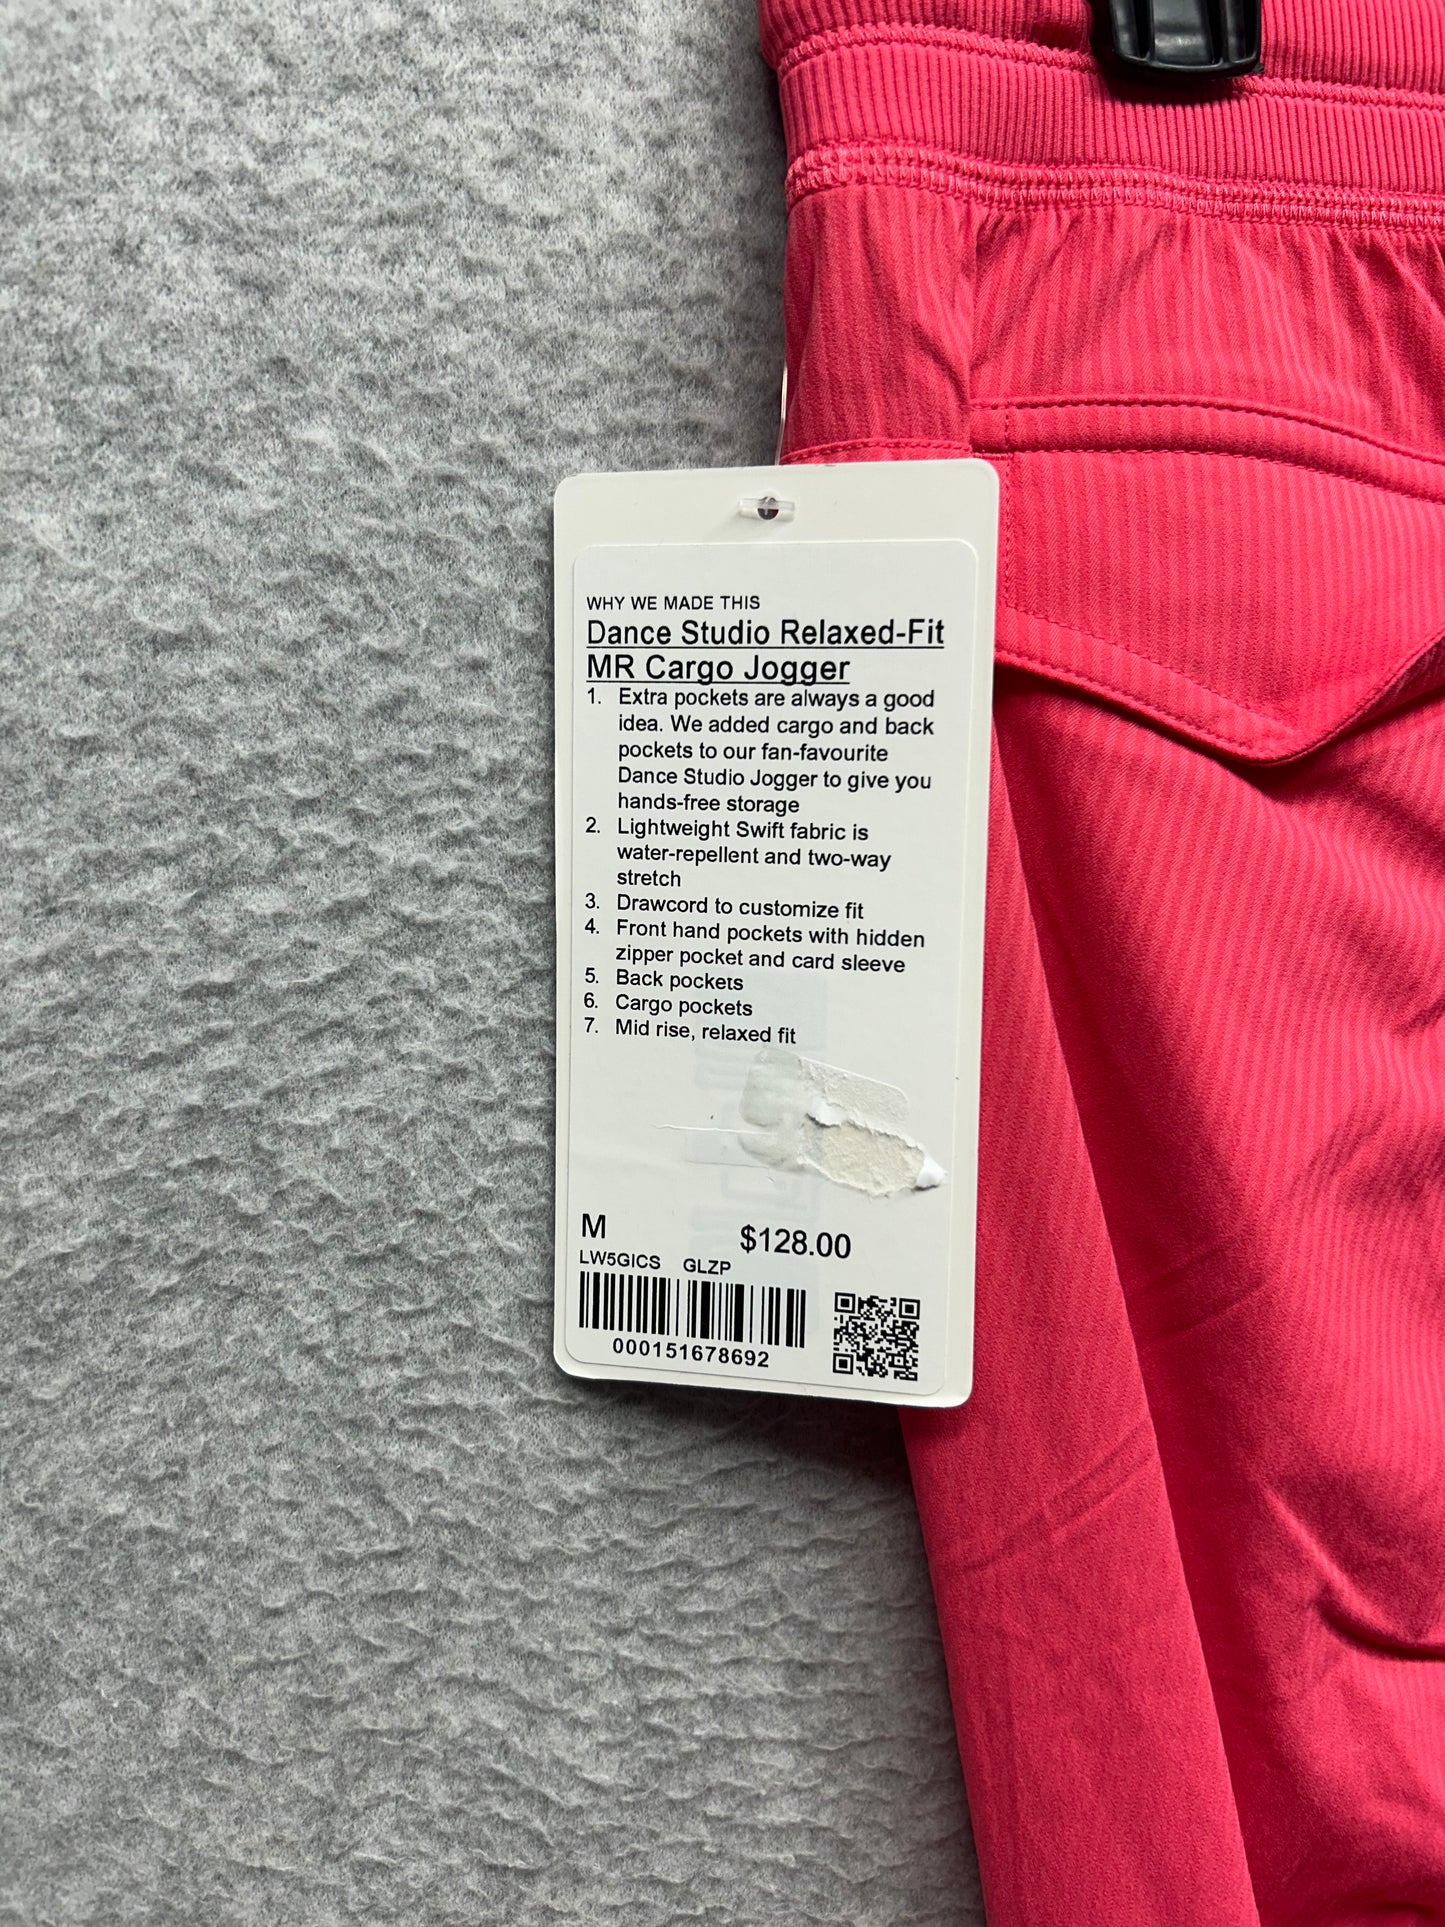 WHY WE MADE THIS
Dance Studio Relaxed-Fit
MR Cargo Jogger
1. Extra pockets are always a good
idea. We added cargo and back
pockets to our fan-favourite
Dance Studio Jogger to give you
hands-free storage
2. Lightweight Swift fabric is
water-repellent and two-way
stretch
3. Drawcord to customize fit
4. Front hand pockets with hidden
zipper pocket and card sleeve
5. Back pockets
6. Cargo pockets
7. Mid rise, relaxed fit
M $128.00
LW5GICS GLZP
000151678692